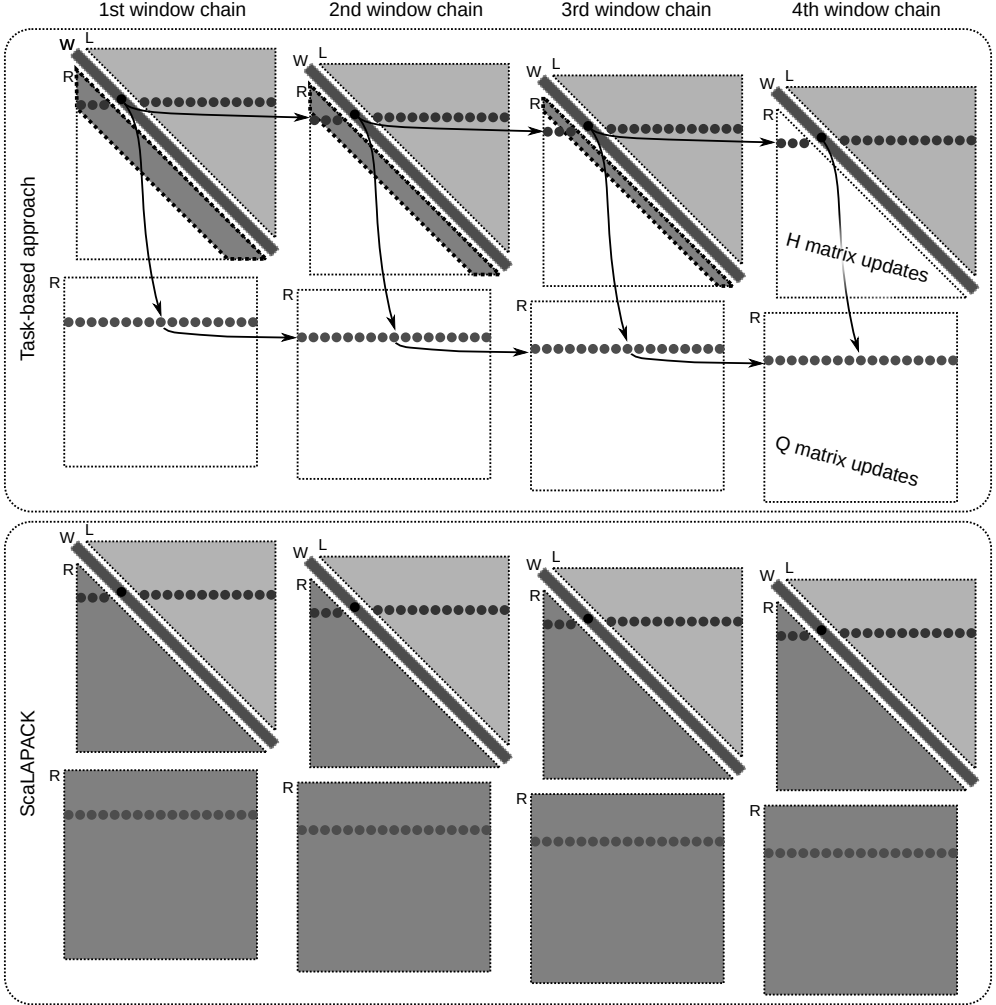 1st window chain
2nd window chain
3rd window chain
4th window chain
Task-based approach
W L
R
W L
R
W L
R
W L
R
H matrix updates
R
R
R
R
Q matrix updates
ScaLAPACK
W L
R
W L
R
W L
R
W L
R
R
R
R
R